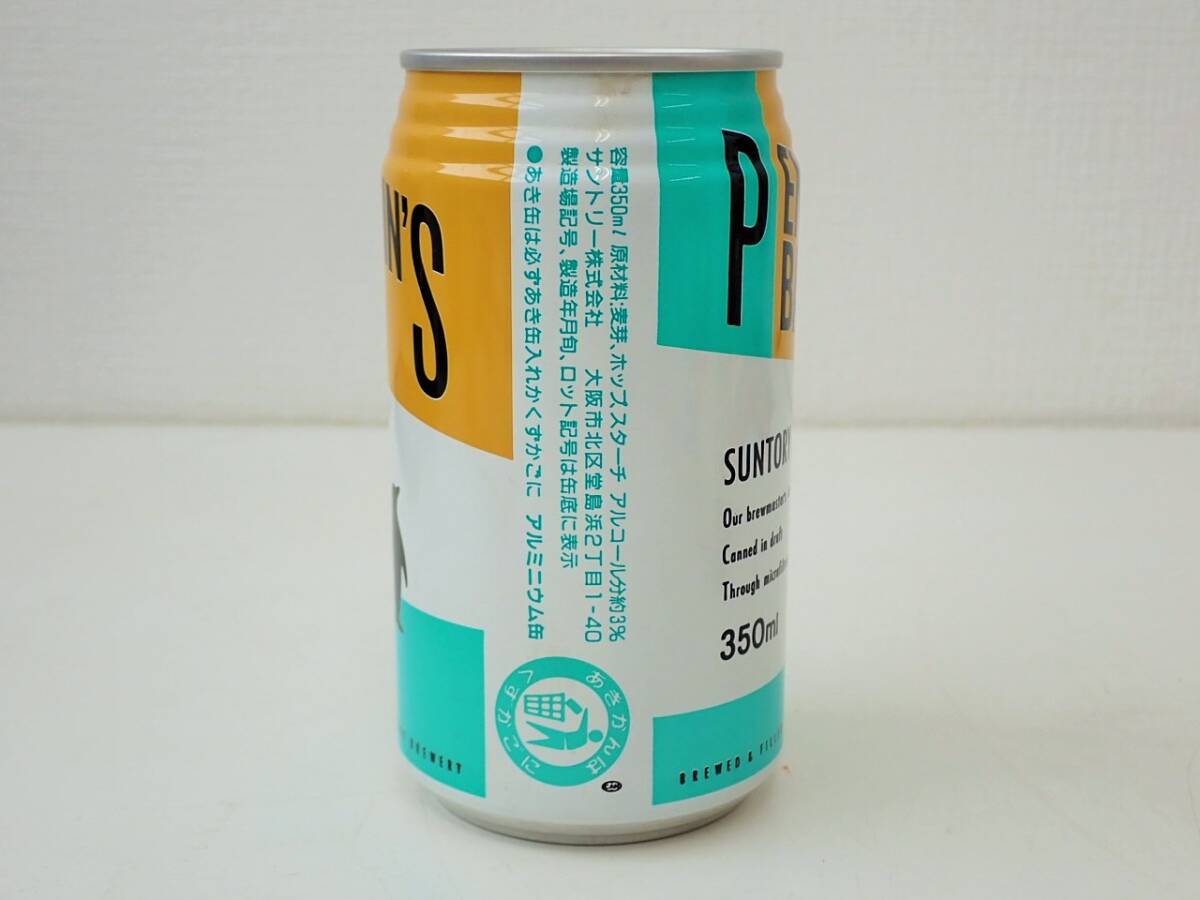 N'S
BREWERY
容量350ml 原材料:麦芽、ホップ、スターチ アルコール分約3%
サントリー株式会社 大阪市北区堂島浜2丁目1-40
製造場記号、製造年月旬、ロット記号は缶底に表示
●あき缶は必ずあき缶入れかくずかごに アルミニウム缶
あきかんは
くずかごに
P
E
B
SUNTORY
Our brewmasters
Canned in draft
Through
350ml
BREWED &